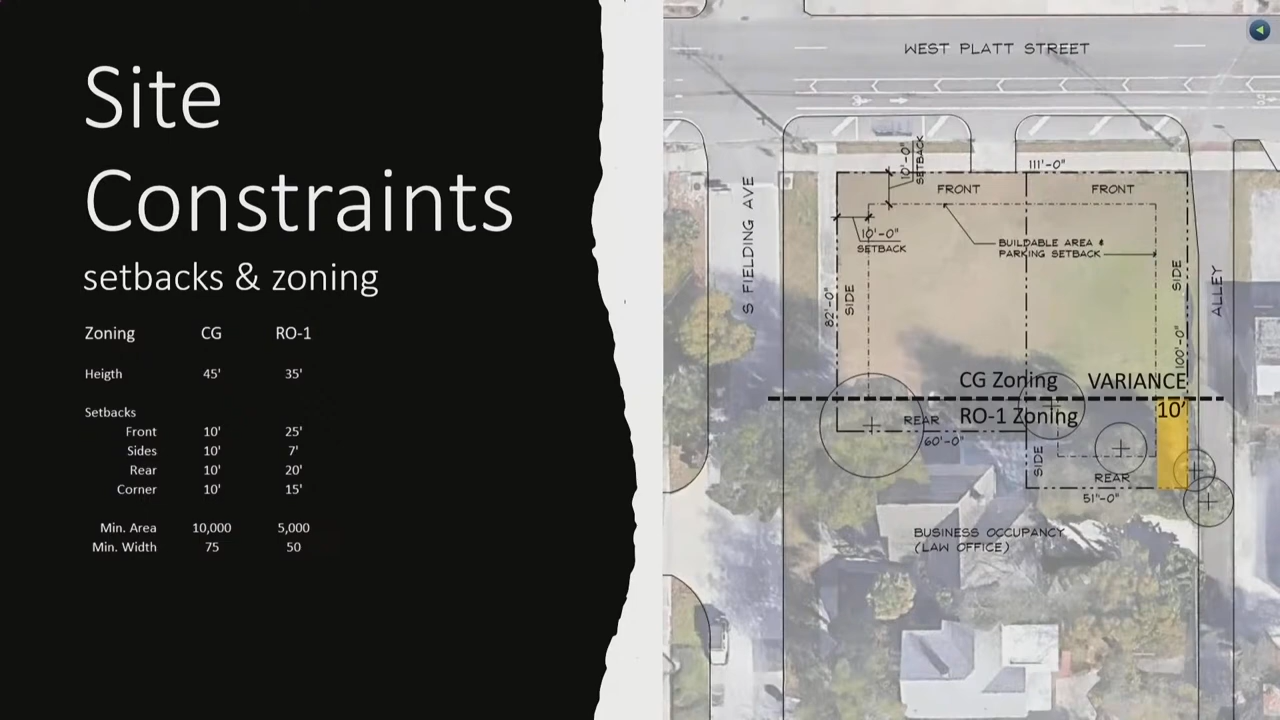 Site
Constraints
setbacks & zoning
Zoning CG RO-1
Heigth 45' 35'
Setbacks
Front 10' 25'
Sides 10' 7'
Rear 10' 20'
Corner 10' 15'
Min. Area 10,000 5,000
Min. Width 75 50
WEST PLATT STREET
S FIELDING AVE
ALLEY
10'-0"
SETBACK
111'-0"
FRONT
FRONT
10'-0"
SETBACK
BUILDABLE AREA &
PARKING SETBACK
82'-0"
SIDE
SIDE
100'-0"
CG Zoning VARIANCE
RO-1 Zoning 10'
REAR
60'-0"
SIDE
REAR
51'-0"
BUSINESS OCCUPANCY
(LAW OFFICE)